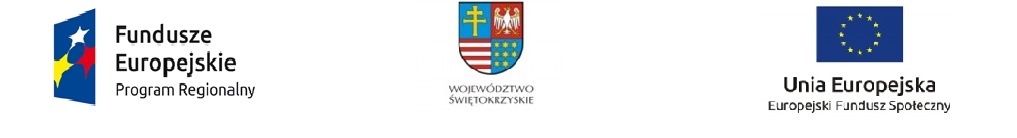 Fundusze
Europejskie
Program Regionalny
WOJEWÓDZTWO
ŚWIĘTOKRZYSKIE
Unia Europejska
Europejski Fundusz Społeczny